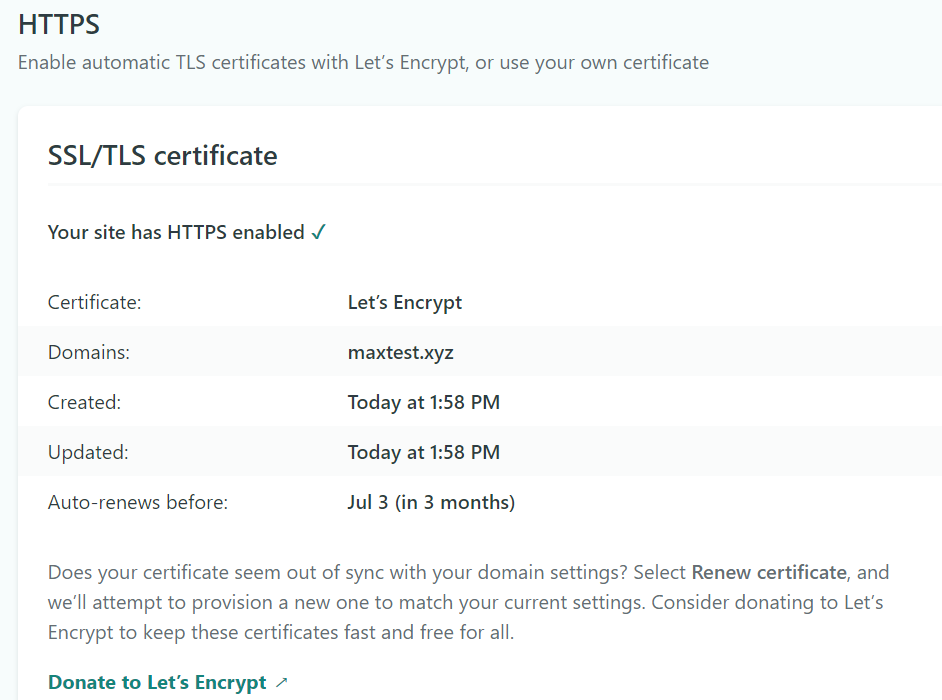 HTTPS
Enable automatic TLS certificates with Let’s Encrypt, or use your own certificate
SSL/TLS certificate
Your site has HTTPS enabled ✓
Certificate: Let’s Encrypt
Domains: maxtest.xyz
Created: Today at 1:58 PM
Updated: Today at 1:58 PM
Auto-renews before: Jul 3 (in 3 months)
Does your certificate seem out of sync with your domain settings? Select Renew certificate, and
we’ll attempt to provision a new one to match your current settings. Consider donating to Let’s
Encrypt to keep these certificates fast and free for all.
Donate to Let’s Encrypt ↗